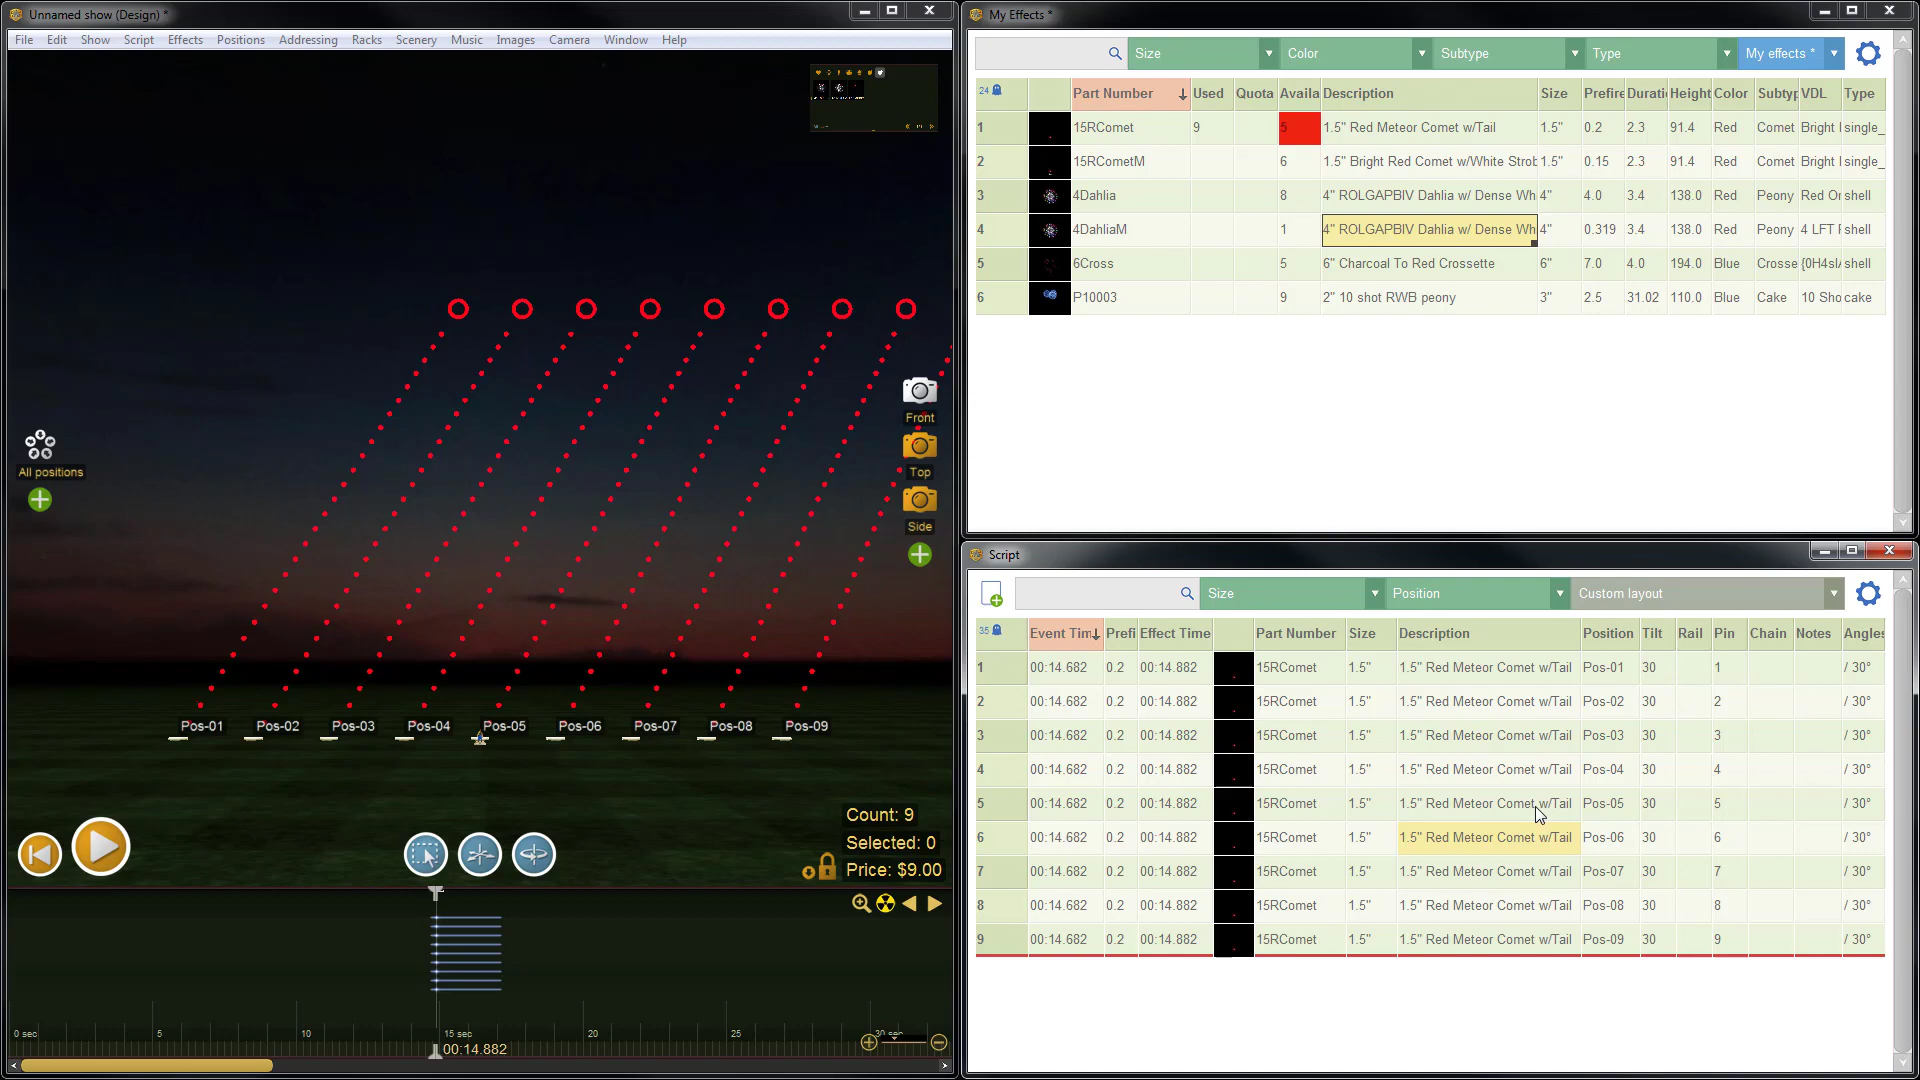 Unnamed show (Design) *
File Edit Show Script Effects Positions Addressing Racks Scenery Music Images Camera Window Help
All positions
Front
Top
Side
Pos-01 Pos-02 Pos-03 Pos-04 Pos-05 Pos-06 Pos-07 Pos-08 Pos-09
Count: 9
Selected: 0
Price: $9.00
0 sec 5 10 15 sec 20 25 30 sec
00:14.882
My Effects *
Size Color Subtype Type My effects *
24 Part Number Used Quota Availa Description Size Prefire Durati Height Color Subtyp VDL Type
1 15RComet 9 5 1.5" Red Meteor Comet w/Tail 1.5" 0.2 2.3 91.4 Red Comet Bright single_
2 15RCometM 6 1.5" Bright Red Comet w/White Strob 1.5" 0.15 2.3 91.4 Red Comet Bright single_
3 4Dahlia 8 4" ROLGAPBIV Dahlia w/ Dense Wh 4" 4.0 3.4 138.0 Red Peony Red Or shell
4 4DahliaM 1 4" ROLGAPBIV Dahlia w/ Dense Wh 4" 0.319 3.4 138.0 Red Peony 4 LFT shell
5 6Cross 5 6" Charcoal To Red Crossette 6" 7.0 4.0 194.0 Blue Crosse shell
6 P10003 9 2" 10 shot RWB peony 3" 2.5 31.02 110.0 Blue Cake 10 Sho cake
Script
Size Position Custom layout
35 Event Tim Prefi Effect Time Part Number Size Description Position Tilt Rail Pin Chain Notes Angles
1 00:14.682 0.2 00:14.882 15RComet 1.5" 1.5" Red Meteor Comet w/Tail Pos-01 30 1 / 30°
2 00:14.682 0.2 00:14.882 15RComet 1.5" 1.5" Red Meteor Comet w/Tail Pos-02 30 2 / 30°
3 00:14.682 0.2 00:14.882 15RComet 1.5" 1.5" Red Meteor Comet w/Tail Pos-03 30 3 / 30°
4 00:14.682 0.2 00:14.882 15RComet 1.5" 1.5" Red Meteor Comet w/Tail Pos-04 30 4 / 30°
5 00:14.682 0.2 00:14.882 15RComet 1.5" 1.5" Red Meteor Comet w/Tail Pos-05 30 5 / 30°
6 00:14.682 0.2 00:14.882 15RComet 1.5" 1.5" Red Meteor Comet w/Tail Pos-06 30 6 / 30°
7 00:14.682 0.2 00:14.882 15RComet 1.5" 1.5" Red Meteor Comet w/Tail Pos-07 30 7 / 30°
8 00:14.682 0.2 00:14.882 15RComet 1.5" 1.5" Red Meteor Comet w/Tail Pos-08 30 8 / 30°
9 00:14.682 0.2 00:14.882 15RComet 1.5" 1.5" Red Meteor Comet w/Tail Pos-09 30 9 / 30°